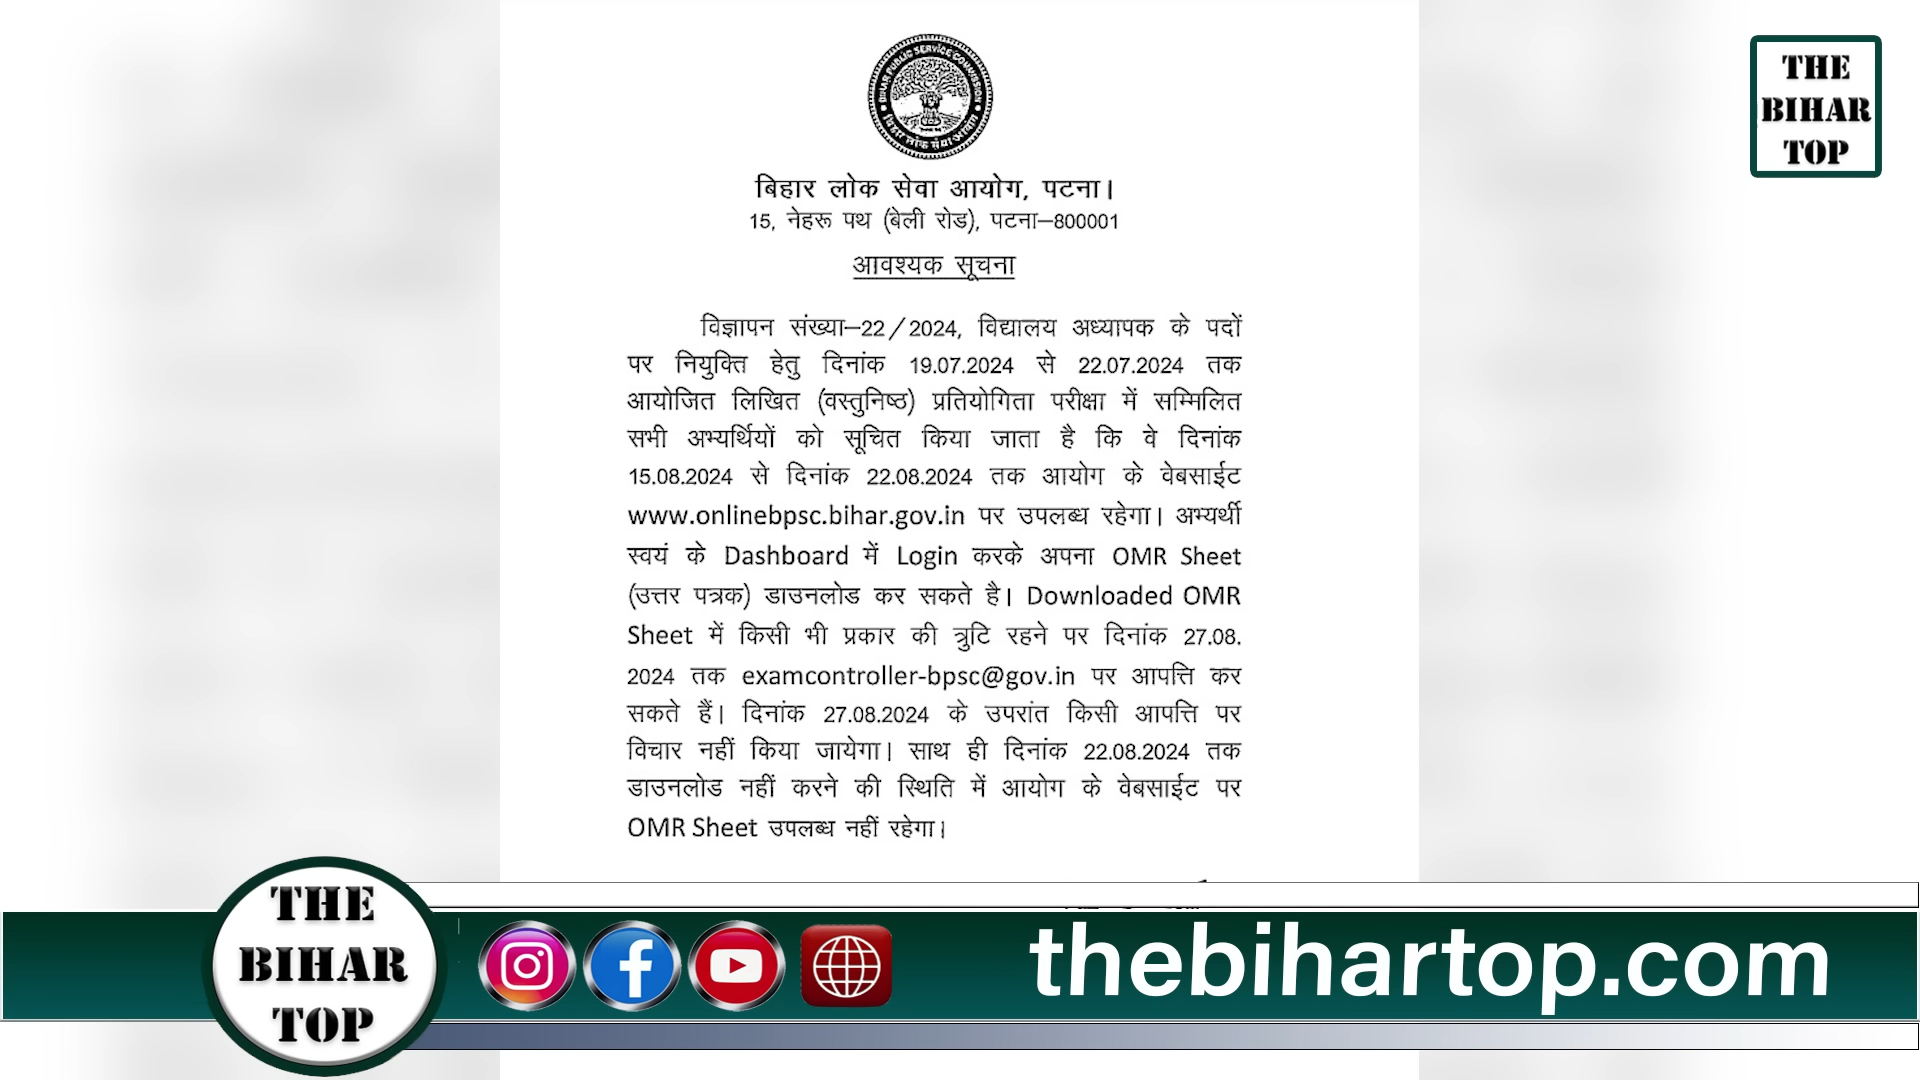 BIHAR PUBLIC SERVICE COMMISSION
बिहार लोक सेवा आयोग
THE
BIHAR
TOP
बिहार लोक सेवा आयोग, पटना।
15, नेहरू पथ (बेली रोड), पटना–800001
आवश्यक सूचना
विज्ञापन संख्या–22/2024, विद्यालय अध्यापक के पदों
पर नियुक्ति हेतु दिनांक 19.07.2024 से 22.07.2024 तक
आयोजित लिखित (वस्तुनिष्ठ) प्रतियोगिता परीक्षा में सम्मिलित
सभी अभ्यर्थियों को सूचित किया जाता है कि वे दिनांक
15.08.2024 से दिनांक 22.08.2024 तक आयोग के वेबसाईट
www.onlinebpsc.bihar.gov.in पर उपलब्ध रहेगा। अभ्यर्थी
स्वयं के Dashboard में Login करके अपना OMR Sheet
(उत्तर पत्रक) डाउनलोड कर सकते है। Downloaded OMR
Sheet में किसी भी प्रकार की त्रुटि रहने पर दिनांक 27.08.
2024 तक examcontroller-bpsc@gov.in पर आपत्ति कर
सकते हैं। दिनांक 27.08.2024 के उपरांत किसी आपत्ति पर
विचार नहीं किया जायेगा। साथ ही दिनांक 22.08.2024 तक
डाउनलोड नहीं करने की स्थिति में आयोग के वेबसाईट पर
OMR Sheet उपलब्ध नहीं रहेगा।
THE
BIHAR
TOP
thebihartop.com